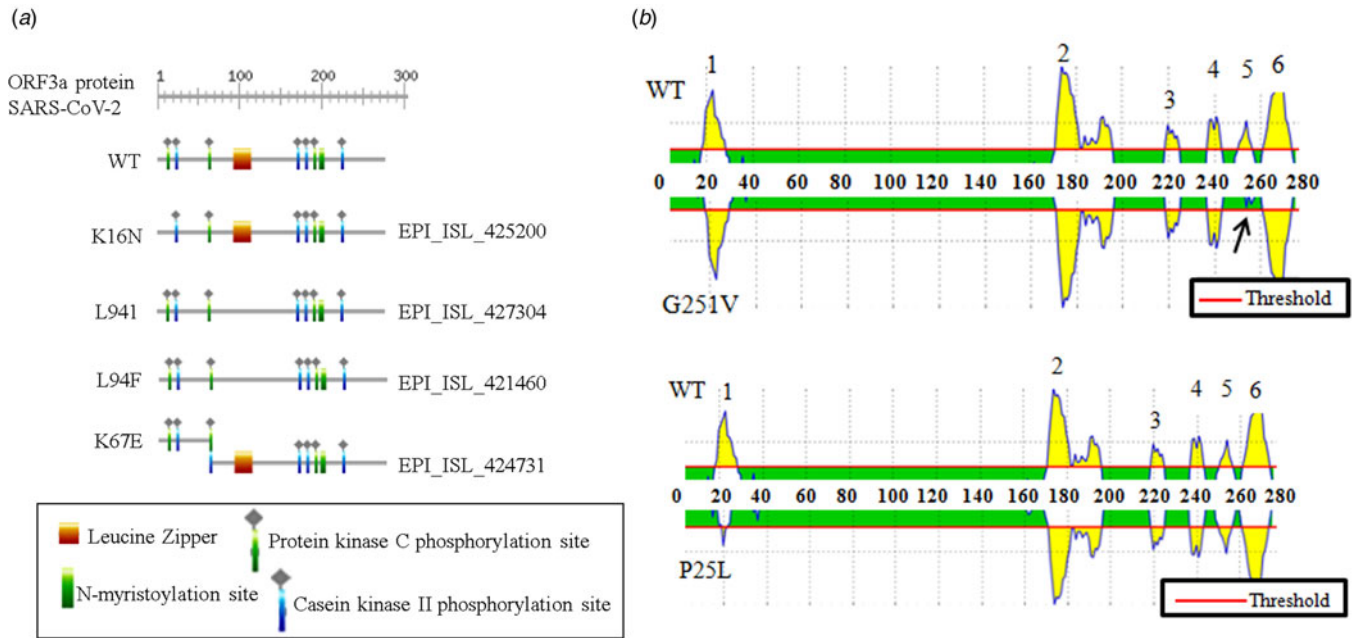 (a)
ORF3a protein
SARS-CoV-2
1 100 200 300
WT
K16N EPI_ISL_425200
L941 EPI_ISL_427304
L94F EPI_ISL_421460
K67E EPI_ISL_424731
Leucine Zipper
Protein kinase C phosphorylation site
N-myristoylation site
Casein kinase II phosphorylation site
(b)
1 2 3 4 5 6
WT
0 20 40 60 80 100 120 140 160 180 200 220 240 260 280
G251V
Threshold
WT
1 2 3 4 5 6
0 20 40 60 80 100 120 140 160 180 200 220 240 260 280
P25L
Threshold